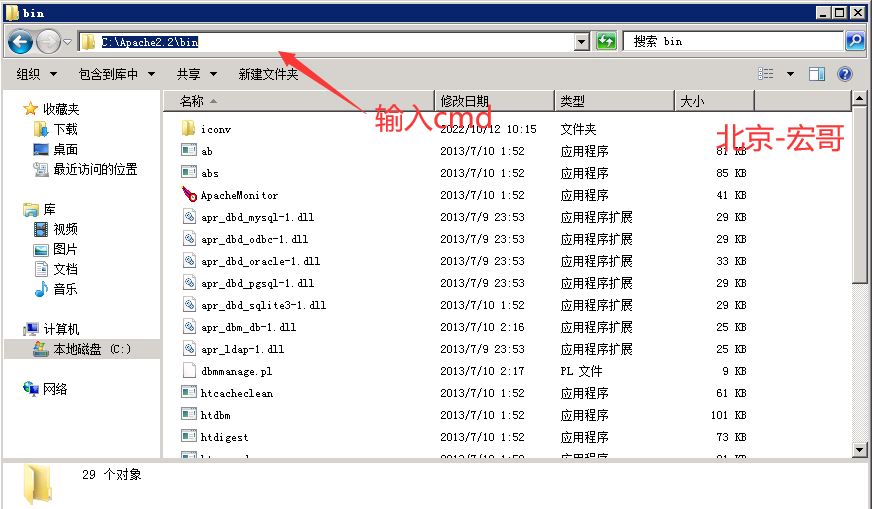 bin
C:\Apache2.2\bin
搜索 bin
组织 包含到库中 共享 新建文件夹
输入cmd
北京-宏哥
收藏夹
下载
桌面
最近访问的位置
库
视频
图片
文档
音乐
计算机
本地磁盘 (C:)
网络
名称 修改日期 类型 大小
iconv 2022/10/12 10:15 文件夹
ab 2013/7/10 1:52 应用程序 81 KB
abs 2013/7/10 1:52 应用程序 85 KB
ApacheMonitor 2013/7/10 1:52 应用程序 41 KB
apr_dbd_mysql-1.dll 2013/7/9 23:53 应用程序扩展 29 KB
apr_dbd_odbc-1.dll 2013/7/9 23:53 应用程序扩展 29 KB
apr_dbd_oracle-1.dll 2013/7/9 23:53 应用程序扩展 33 KB
apr_dbd_pgsql-1.dll 2013/7/9 23:53 应用程序扩展 29 KB
apr_dbd_sqlite3-1.dll 2013/7/10 1:52 应用程序扩展 29 KB
apr_dbm_db-1.dll 2013/7/10 2:16 应用程序扩展 25 KB
apr_ldap-1.dll 2013/7/9 23:53 应用程序扩展 25 KB
dbmmanage.pl 2013/7/10 2:17 PL 文件 9 KB
htcacheclean 2013/7/10 1:52 应用程序 61 KB
htdbm 2013/7/10 1:52 应用程序 101 KB
htdigest 2013/7/10 1:52 应用程序 73 KB
29 个对象